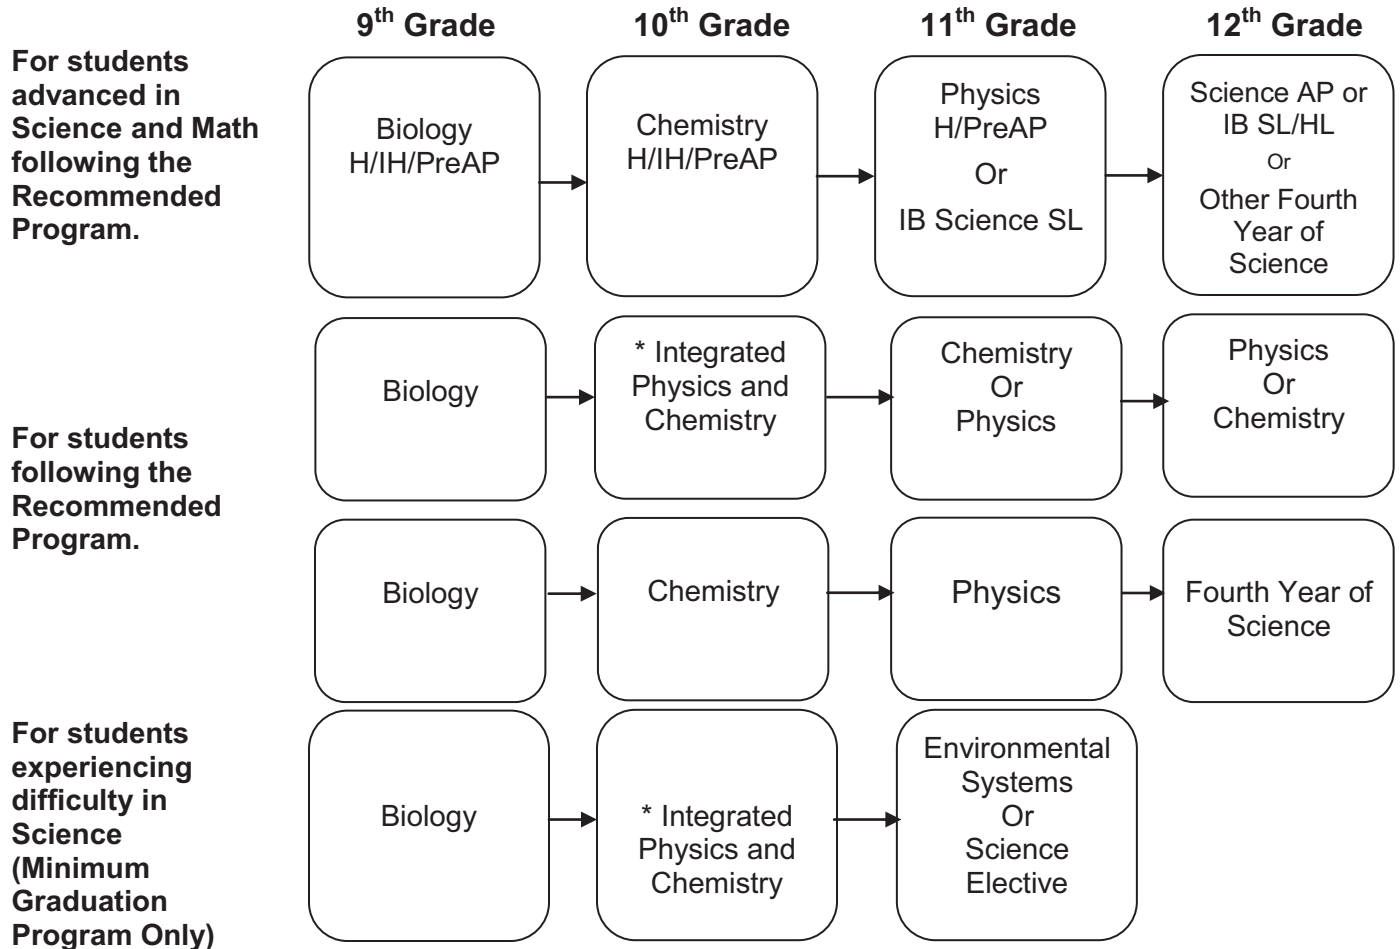 9th Grade
10th Grade
11th Grade
12th Grade
For students
advanced in
Science and Math
following the
Recommended
Program.
Biology
H/IH/PreAP
Chemistry
H/IH/PreAP
Physics
H/PreAP
Or
IB Science SL
Science AP or
IB SL/HL
Or
Other Fourth
Year of
Science
For students
following the
Recommended
Program.
Biology
* Integrated
Physics and
Chemistry
Chemistry
Or
Physics
Physics
Or
Chemistry
Biology
Chemistry
Physics
Fourth Year of
Science
For students
experiencing
difficulty in
Science
(Minimum
Graduation
Program Only)
Biology
* Integrated
Physics and
Chemistry
Environmental
Systems
Or
Science
Elective